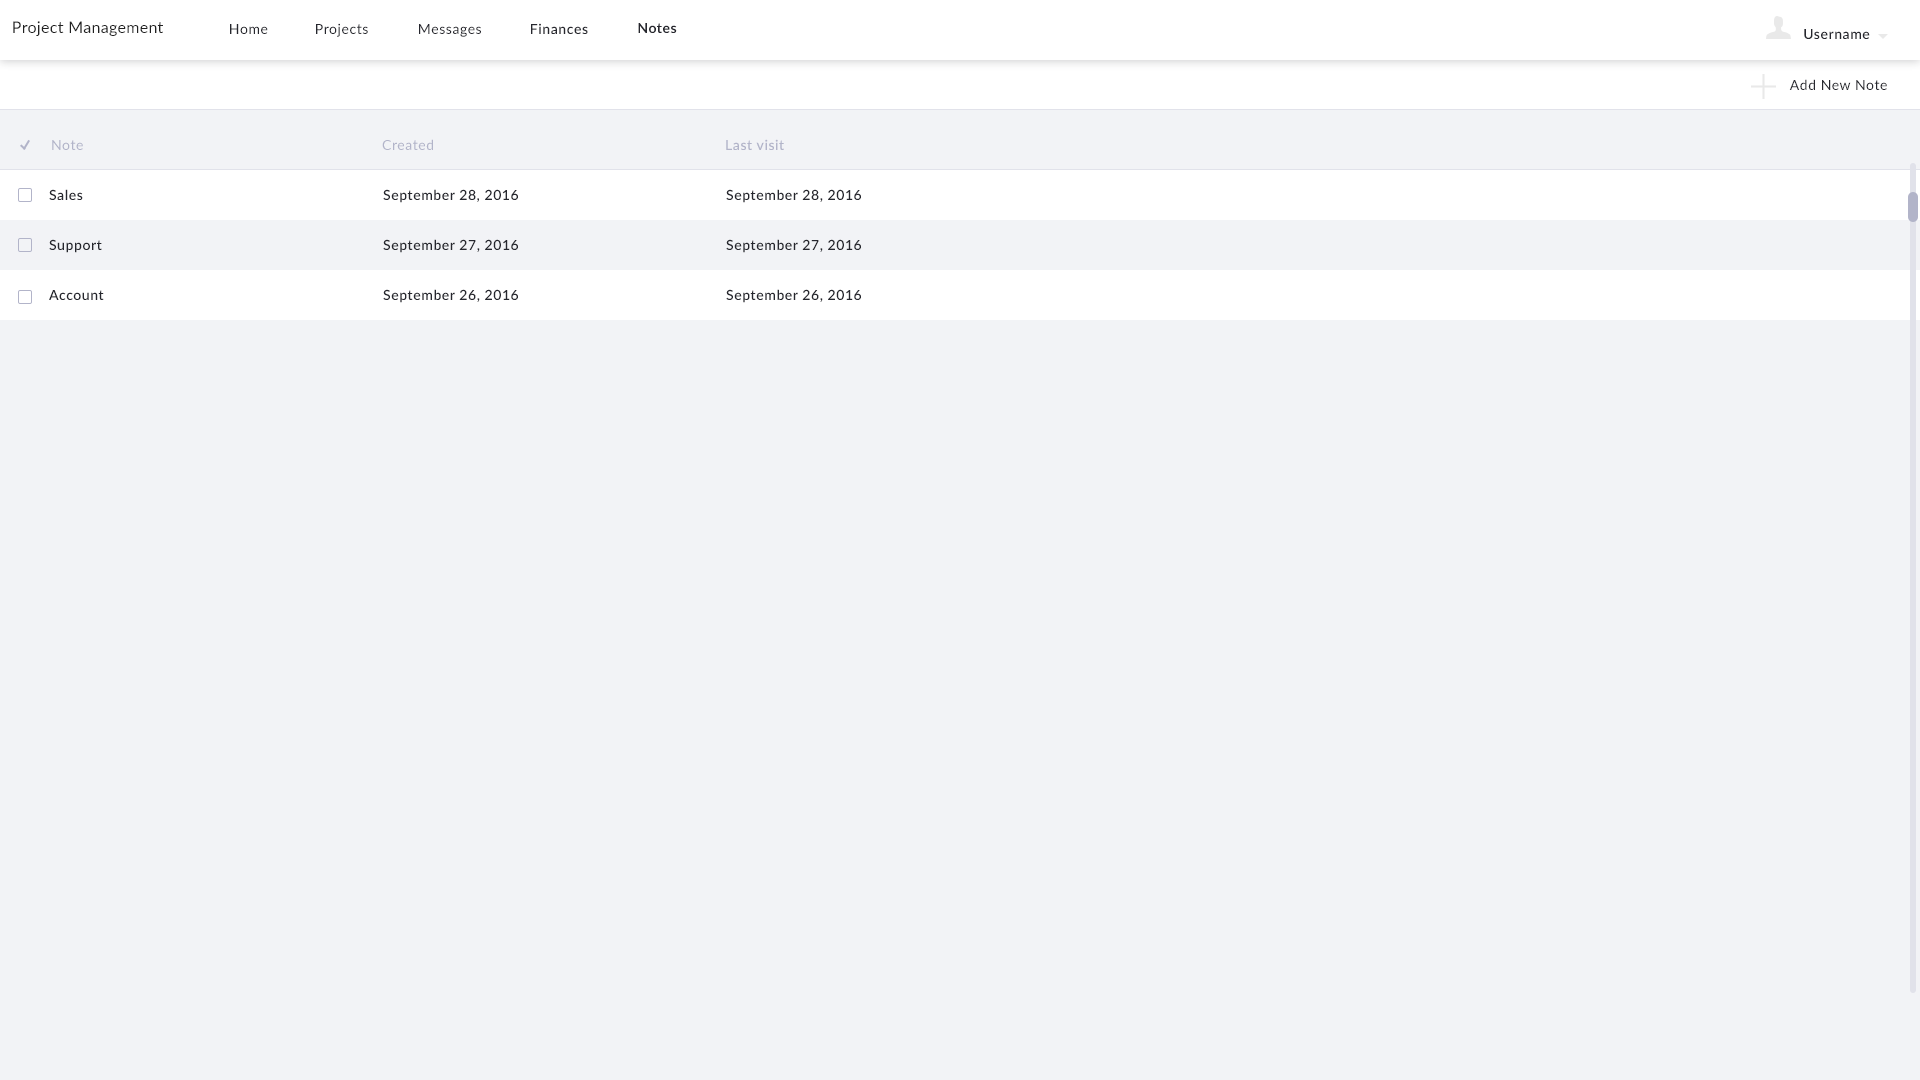 Project Management Home Projects Messages Finances Notes Username
Add New Note
Note Created Last visit
Sales September 28, 2016 September 28, 2016
Support September 27, 2016 September 27, 2016
Account September 26, 2016 September 26, 2016